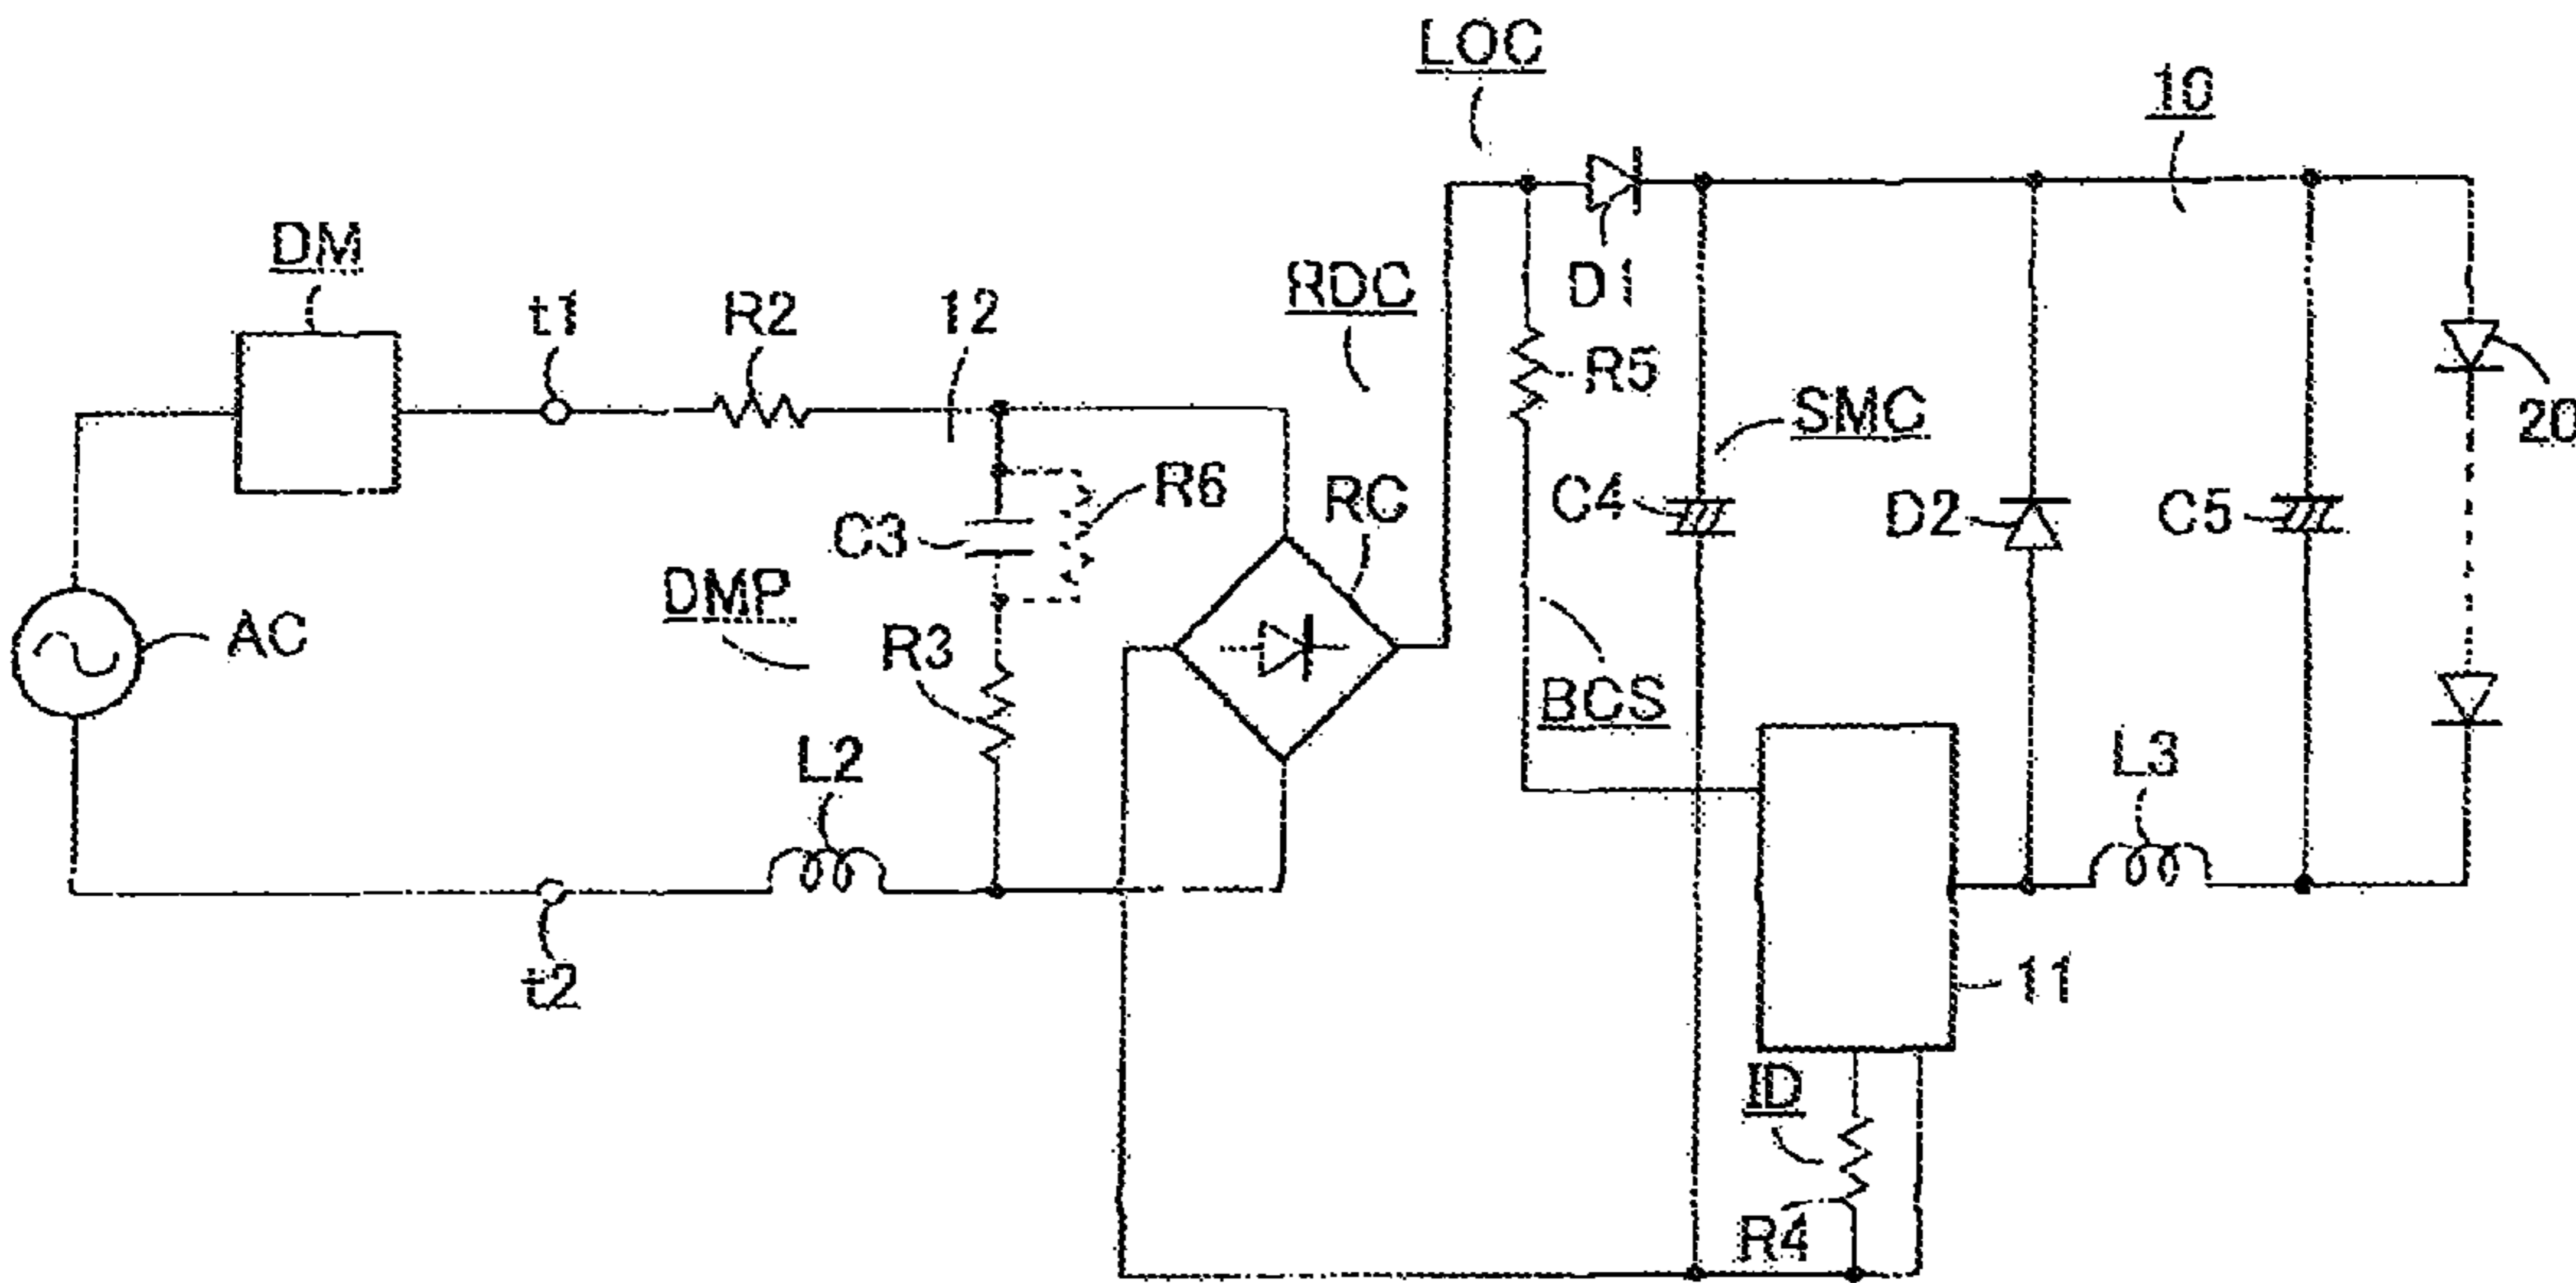 LOC
10
DM
t1
R2
12
RDC
D1
R5
SMC
20
R6
RC
C3
C4
D2
C5
DMP
AC
R3
BCS
L2
L3
t2
11
ID
R4